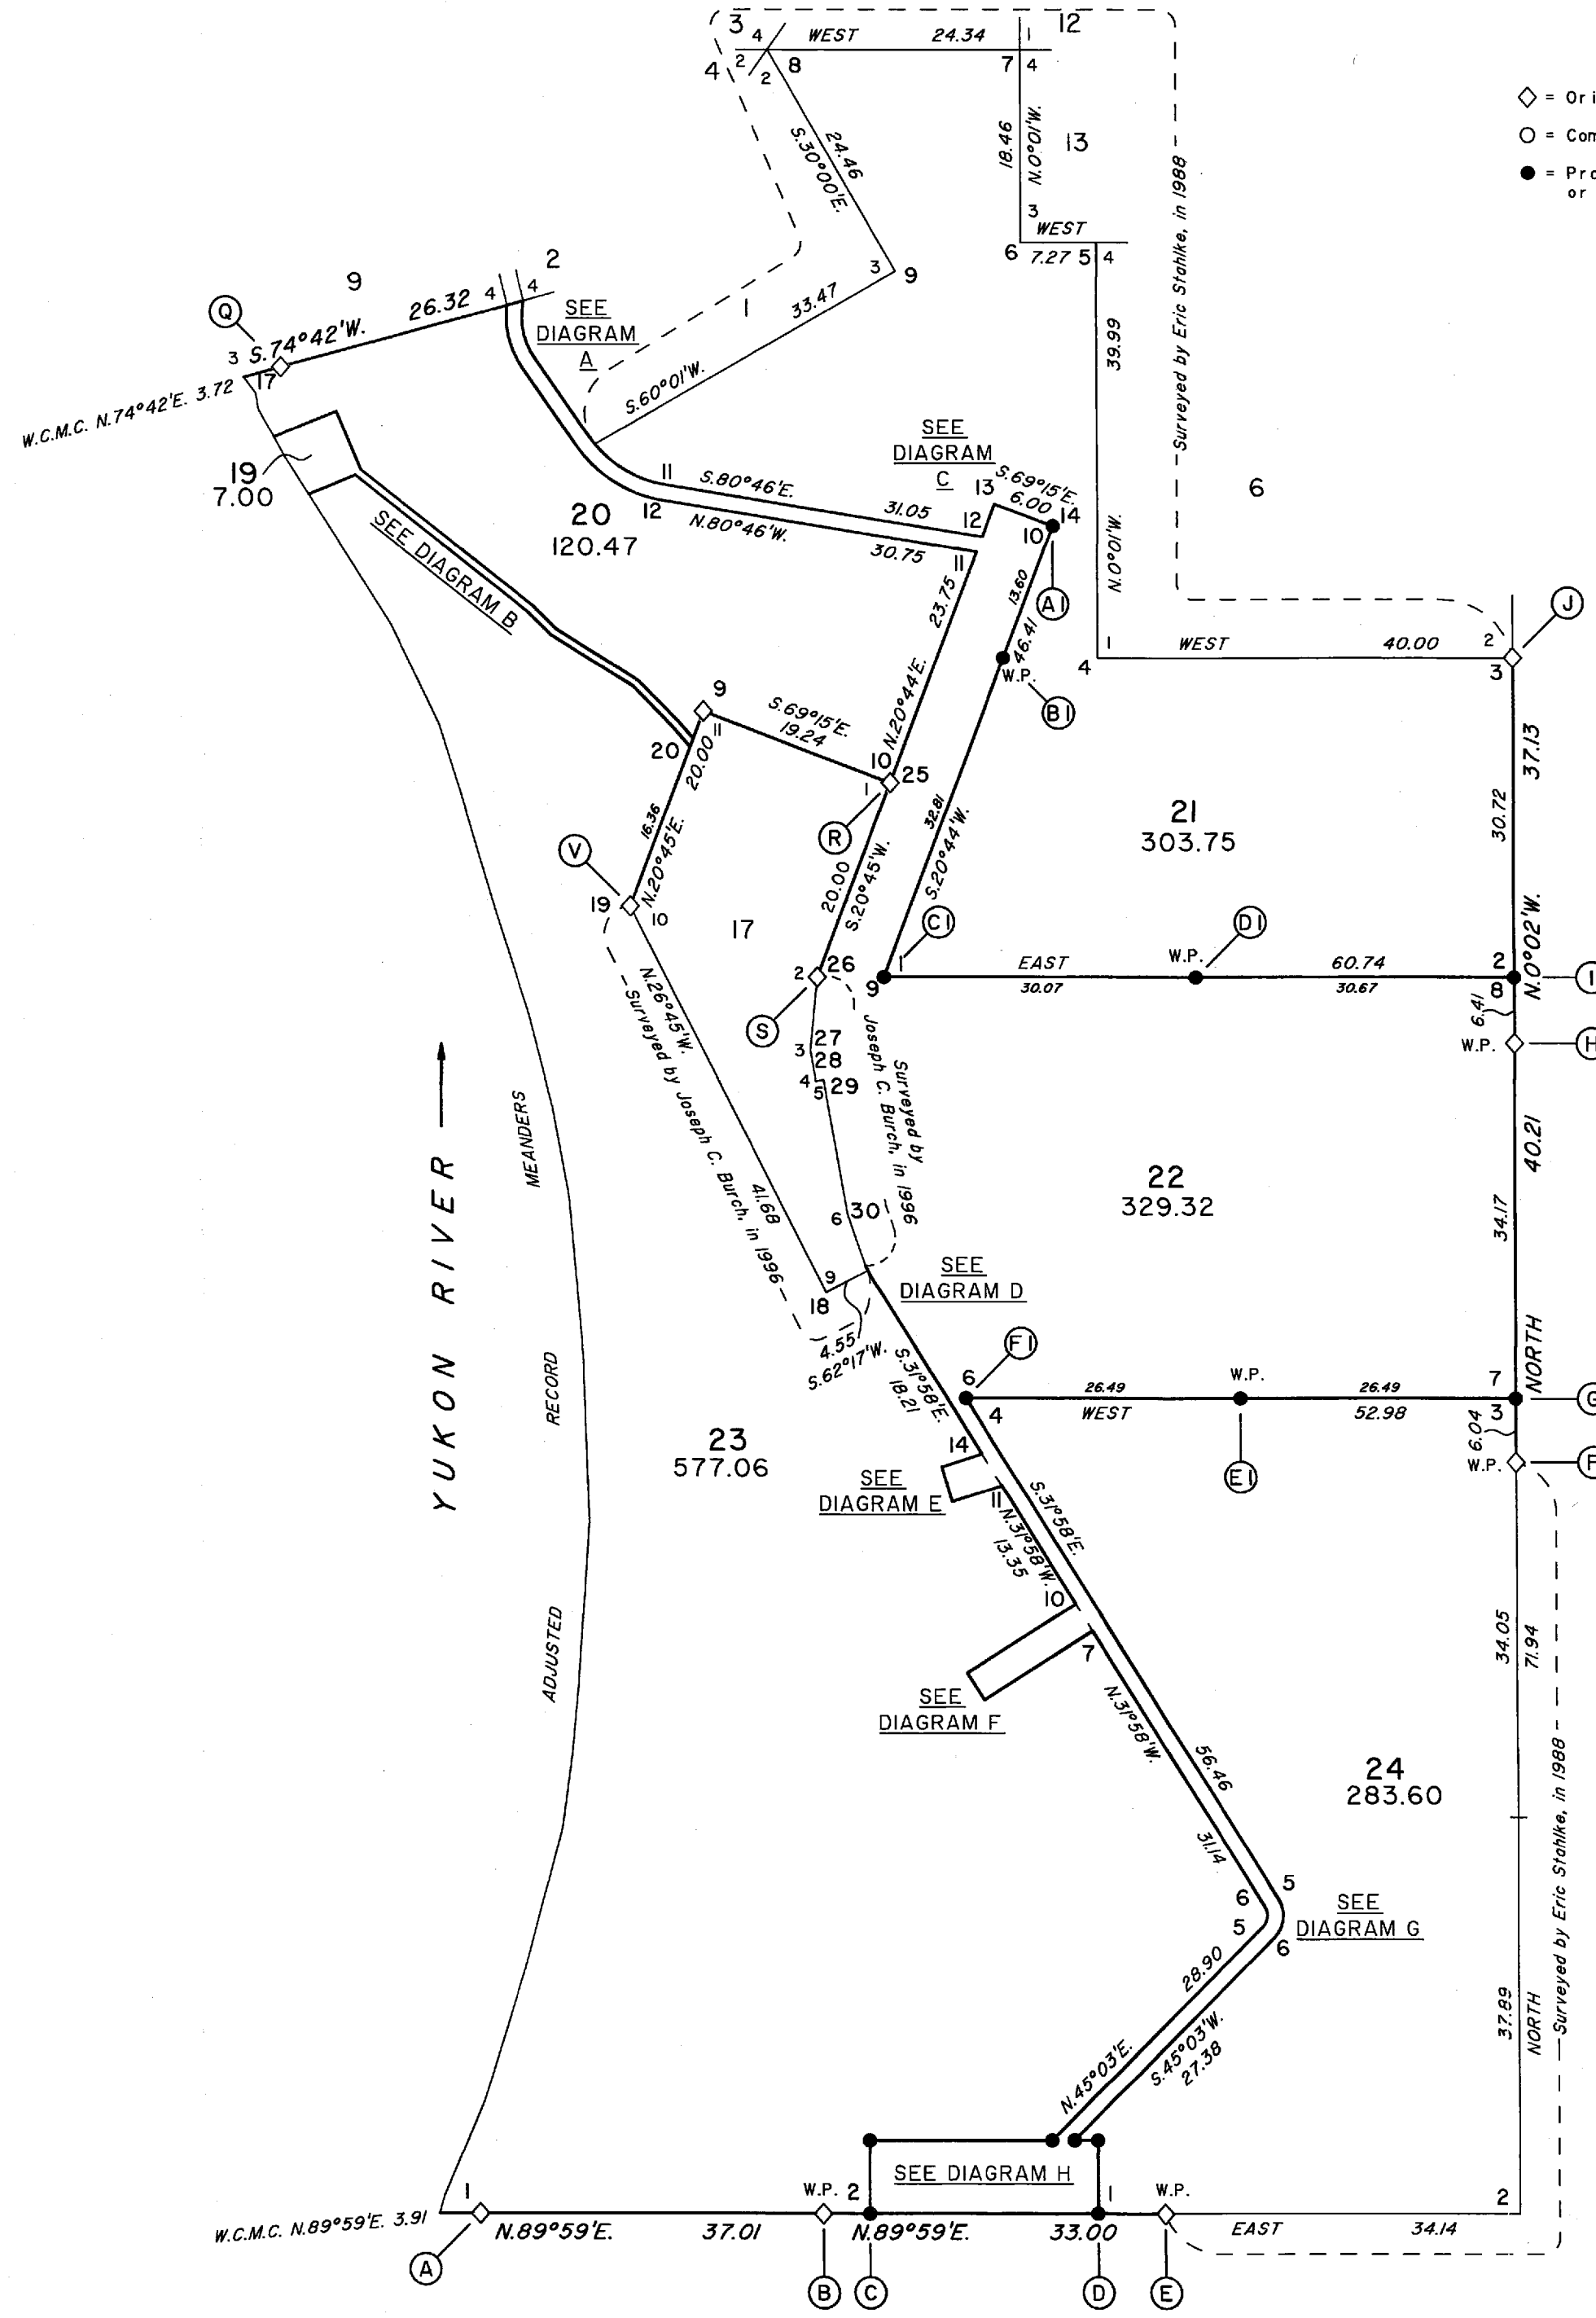 3
4
WEST
24.34
1
12
4
2
2
8
7
4
◇ = Ori
○ = Com
● = Pro
or
S.30°00'E.
24.46
18.46
N.0°01'W.
13
3
WEST
6
7.27
5
4
Surveyed by Eric Stahlke, in 1988
9
2
3
9
Q
26.32
4
4
SEE
DIAGRAM
A
1
33.47
39.99
3
S.74°42'W.
17
W.C.M.C. N.74°42'E. 3.72
S.60°01'W.
SEE
DIAGRAM
C
19
7.00
11
S.80°46'E.
31.05
12
13
S.69°15'E.
6.00
14
10
6
20
120.47
12
N.80°46'W.
30.75
11
N.0°01'W.
SEE DIAGRAM B
23.75
N.20°44'E.
13.60
A1
46.41
W.P.
B1
J
1
4
WEST
40.00
2
3
9
11
S.69°15'E.
19.24
20
20.00
10
25
1
R
37.13
30.72
21
303.75
32.81
S.20°44'W.
16.36
N.20°45'E.
V
19
10
20.00
S.20°45'W.
17
C1
D1
N.0°02'W.
2
26
S
9
1
EAST
30.07
W.P.
60.74
30.67
2
8
I
6.41
W.P.
H
27
3
28
4
5
29
N.26°45'W.
Surveyed by Joseph C. Burch, in 1996
Surveyed by
Joseph C. Burch, in 1996
MEANDERS
YUKON RIVER
40.21
22
329.32
34.17
41.68
6
30
SEE
DIAGRAM D
9
18
4.55
S.62°17'W.
S.31°58'E.
18.21
F1
RECORD
NORTH
6
4
26.49
WEST
W.P.
26.49
52.98
7
3
G
6.04
W.P.
F
E1
23
577.06
14
SEE
DIAGRAM E
11
N.31°58'W.
13.35
S.31°58'E.
10
7
ADJUSTED
SEE
DIAGRAM F
N.31°58'W.
34.05
71.94
56.46
24
283.60
31.14
Surveyed by Eric Stahlke, in 1988
5
6
5
6
SEE
DIAGRAM G
28.90
N.45°03'E.
S.45°03'W.
27.38
37.89
NORTH
SEE DIAGRAM H
1
W.P.
2
1
W.P.
2
W.C.M.C. N.89°59'E. 3.91
N.89°59'E.
37.01
N.89°59'E.
33.00
EAST
34.14
A
B
C
D
E